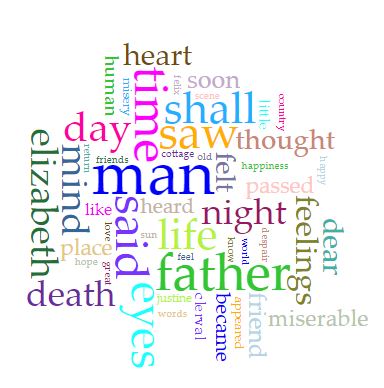 heart
human
misery
felix
scene
soon
time
shall
little
country
day
saw
thought
elizabeth
mind
return
friends
cottage
old
felt
happiness
happy
man
passed
like
love
said
heard
night
feelings
dear
place
sun
life
know
world
despair
hope
great
feel
father
death
eyes
justine
words
clerval
became
appeared
friend
miserable